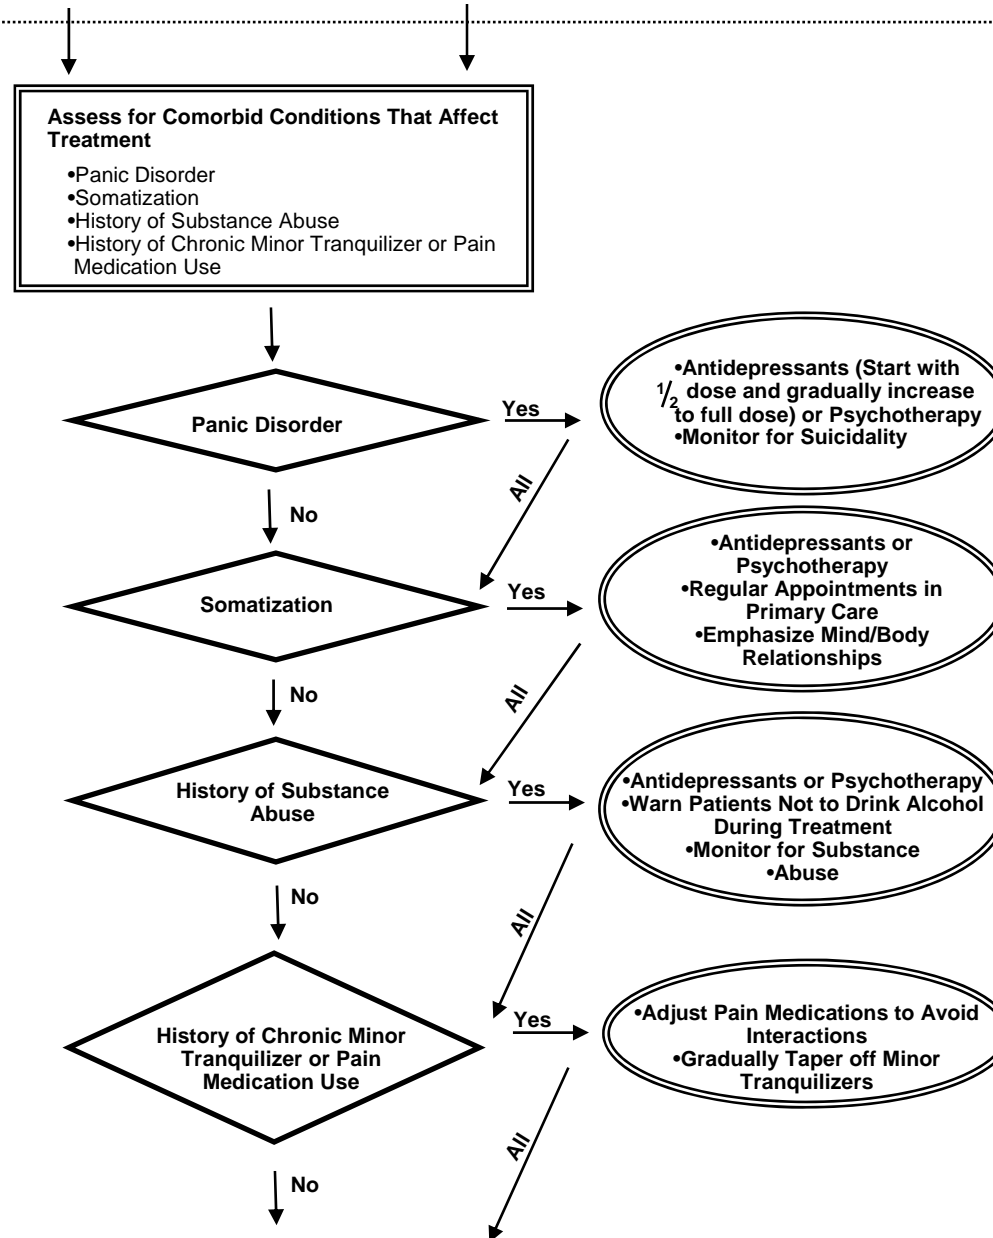 Assess for Comorbid Conditions That Affect
Treatment
•Panic Disorder
•Somatization
•History of Substance Abuse
•History of Chronic Minor Tranquilizer or Pain
Medication Use
Panic Disorder
Yes
•Antidepressants (Start with
½ dose and gradually increase
to full dose) or Psychotherapy
•Monitor for Suicidality
All
No
Somatization
Yes
•Antidepressants or
Psychotherapy
•Regular Appointments in
Primary Care
•Emphasize Mind/Body
Relationships
All
No
History of Substance
Abuse
Yes
•Antidepressants or Psychotherapy
•Warn Patients Not to Drink Alcohol
During Treatment
•Monitor for Substance
•Abuse
All
No
History of Chronic Minor
Tranquilizer or Pain
Medication Use
Yes
•Adjust Pain Medications to Avoid
Interactions
•Gradually Taper off Minor
Tranquilizers
All
No